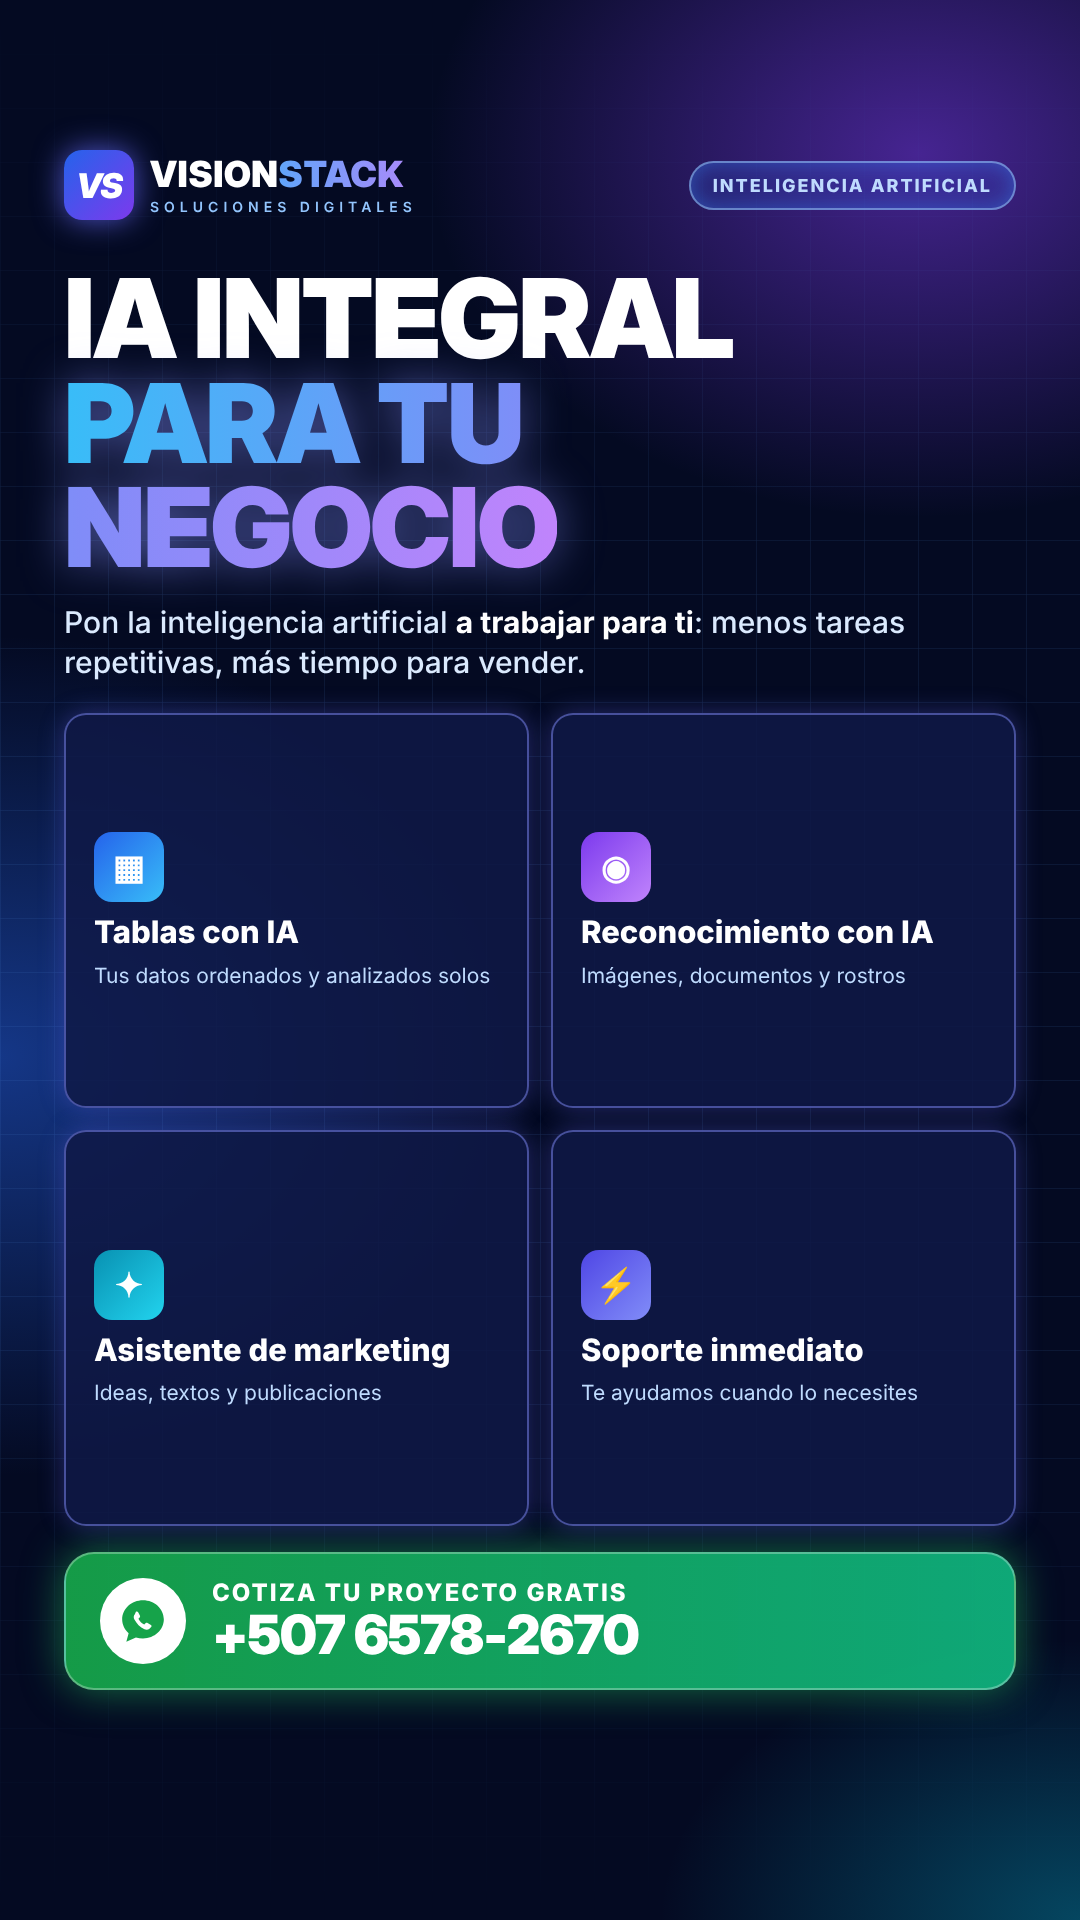 VS
VISIONSTACK
SOLUCIONES DIGITALES
INTELIGENCIA ARTIFICIAL
IA INTEGRAL
PARA TU
NEGOCIO
Pon la inteligencia artificial a trabajar para ti: menos tareas
repetitivas, más tiempo para vender.
Tablas con IA
Tus datos ordenados y analizados solos
Reconocimiento con IA
Imágenes, documentos y rostros
Asistente de marketing
Ideas, textos y publicaciones
Soporte inmediato
Te ayudamos cuando lo necesites
COTIZA TU PROYECTO GRATIS
+507 6578-2670